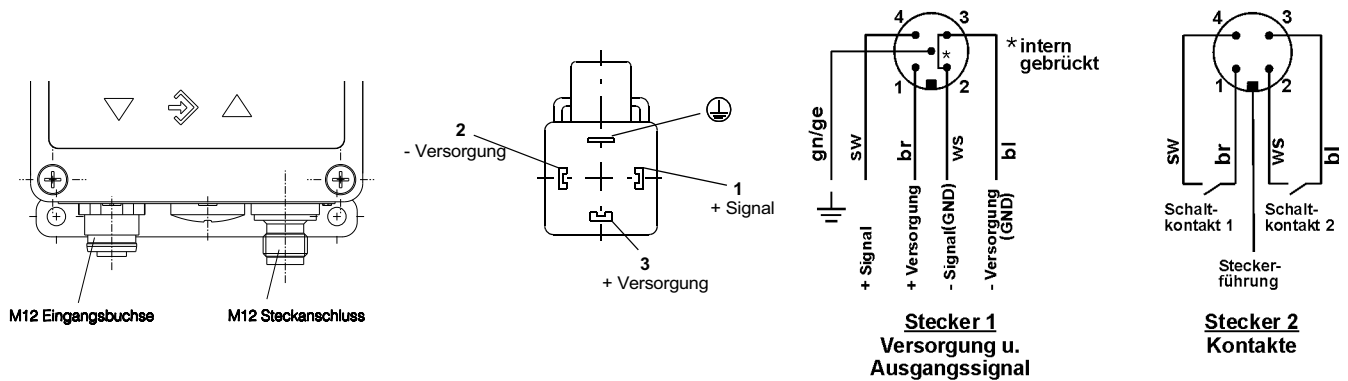 M12 Eingangsbuchse
M12 Steckanschluss
2
- Versorgung
1
+ Signal
3
+ Versorgung
4
3
*
1
2
* intern
gebrückt
gn/ge
sw
br
ws
bl
+ Signal
+ Versorgung
- Signal(GND)
- Versorgung
(GND)
Stecker 1
Versorgung u.
Ausgangssignal
4
3
1
2
sw
br
ws
bl
Schalt-
kontakt 1
Schalt-
kontakt 2
Stecker-
führung
Stecker 2
Kontakte